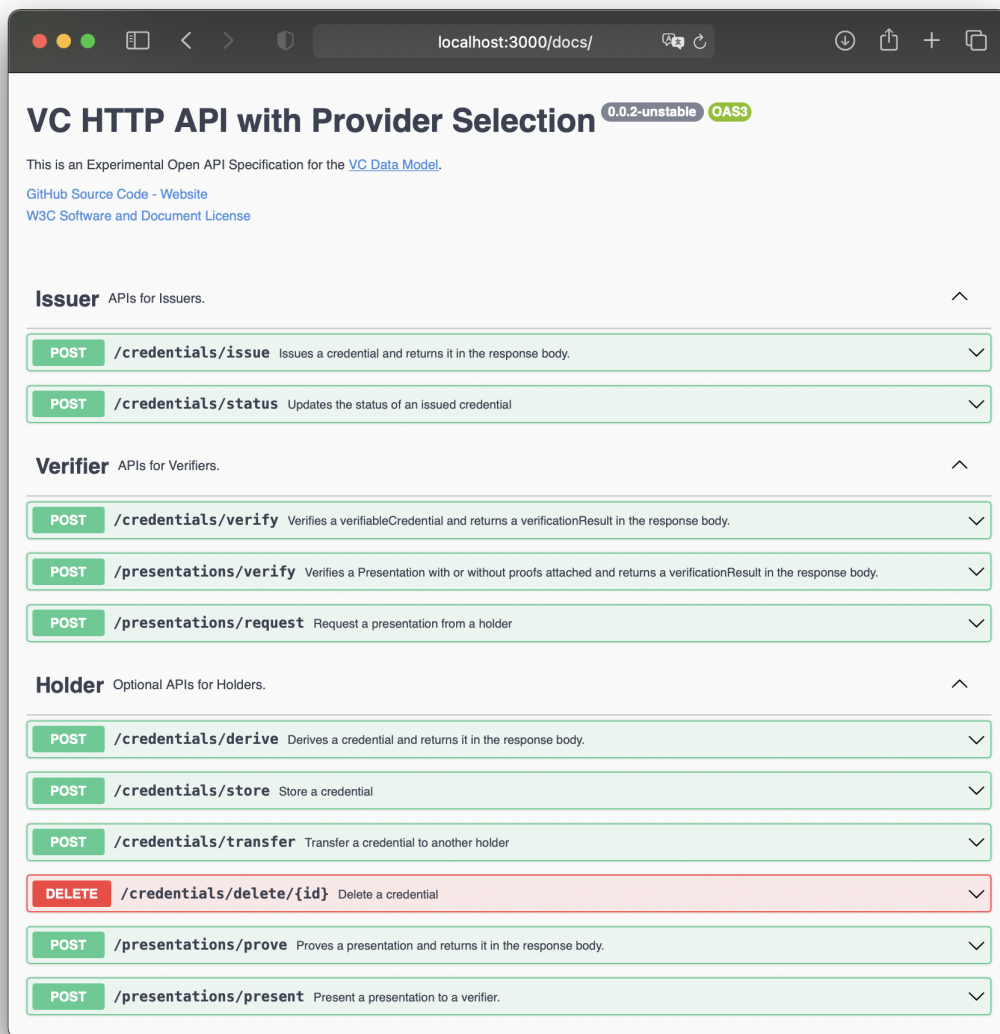 localhost:3000/docs/
VC HTTP API with Provider Selection 0.0.2-unstable OAS3
This is an Experimental Open API Specification for the VC Data Model.
GitHub Source Code - Website
W3C Software and Document License
Issuer APIs for Issuers.
POST /credentials/issue Issues a credential and returns it in the response body.
POST /credentials/status Updates the status of an issued credential
Verifier APIs for Verifiers.
POST /credentials/verify Verifies a verifiableCredential and returns a verificationResult in the response body.
POST /presentations/verify Verifies a Presentation with or without proofs attached and returns a verificationResult in the response body.
POST /presentations/request Request a presentation from a holder
Holder Optional APIs for Holders.
POST /credentials/derive Derives a credential and returns it in the response body.
POST /credentials/store Store a credential
POST /credentials/transfer Transfer a credential to another holder
DELETE /credentials/delete/{id} Delete a credential
POST /presentations/prove Proves a presentation and returns it in the response body.
POST /presentations/present Present a presentation to a verifier.